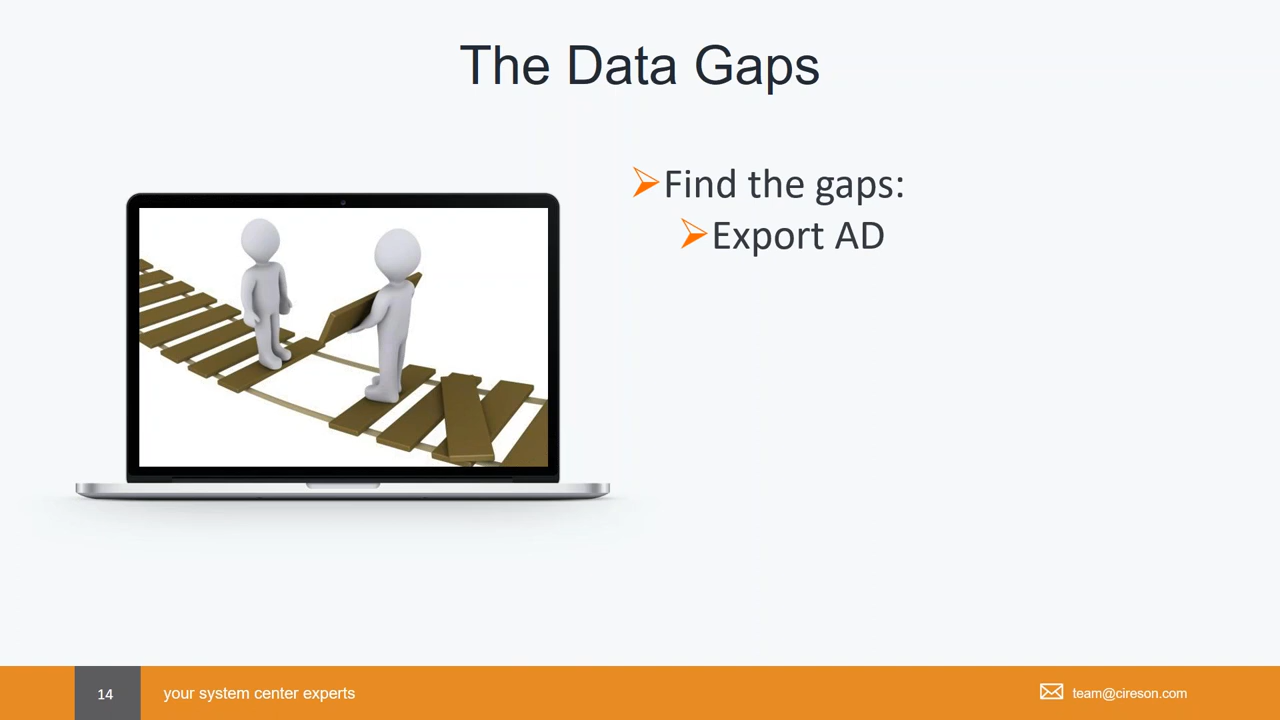 The Data Gaps
Find the gaps:
Export AD
14
your system center experts
team@cireson.com